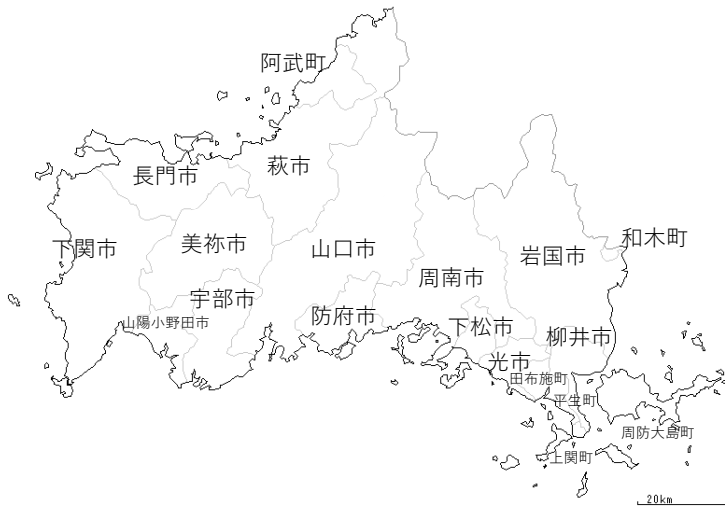 阿武町
萩市
長門市
下関市
美祢市
山口市
和木町
岩国市
周南市
宇部市
防府市
山陽小野田市
下松市
柳井市
光市
田布施町
平生町
周防大島町
上関町
20km